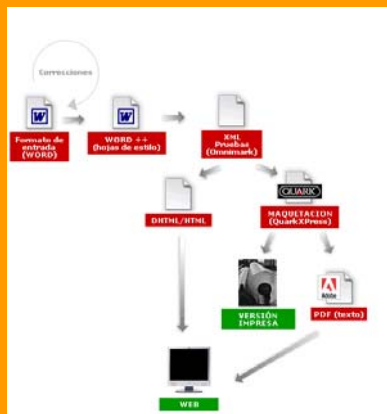 Correcciones
Formato de
entrada
(WORD)
WORD ++
(hojas de estilo)
XML
Pruebas
(Omnimark)
DHTML/HTML
QUARK
MAQUETACION
(QuarkXPress)
VERSIÓN
IMPRESA
Adobe
PDF (texto)
WEB